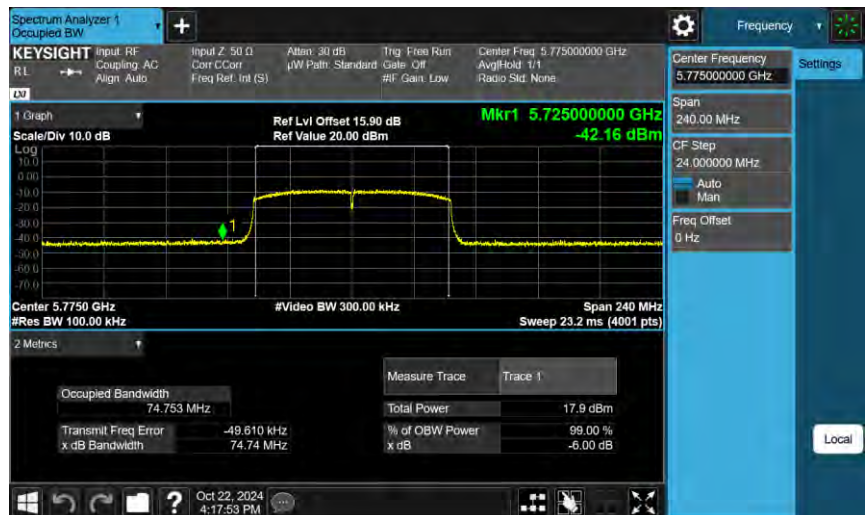 Spectrum Analyzer 1
Occupied BW
+
Frequency
KEYSIGHT
RL
LXI
Input: RF
Coupling: AC
Align: Auto
Input Z: 50 Ω
Corr CCorr
Freq Ref: Int (S)
Atten: 30 dB
µW Path: Standard
Trig: Free Run
Gate: Off
#IF Gain: Low
Center Freq: 5.775000000 GHz
Avg|Hold: 1/1
Radio Std: None
1 Graph
Scale/Div 10.0 dB
Ref Lvl Offset 15.90 dB
Ref Value 20.00 dBm
Mkr1 5.725000000 GHz
-42.16 dBm
Log
10.0
0.00
-10.0
-20.0
-30.0
-40.0
-50.0
-60.0
-70.0
1
Center 5.7750 GHz
#Res BW 100.00 kHz
#Video BW 300.00 kHz
Span 240 MHz
Sweep 23.2 ms (4001 pts)
2 Metrics
Measure Trace
Trace 1
Occupied Bandwidth
74.753 MHz
Total Power
17.9 dBm
Transmit Freq Error
-49.610 kHz
% of OBW Power
99.00 %
x dB Bandwidth
74.74 MHz
x dB
-6.00 dB
Center Frequency
5.775000000 GHz
Settings
Span
240.00 MHz
CF Step
24.000000 MHz
Auto
Man
Freq Offset
0 Hz
Local
?
Oct 22, 2024
4:17:53 PM